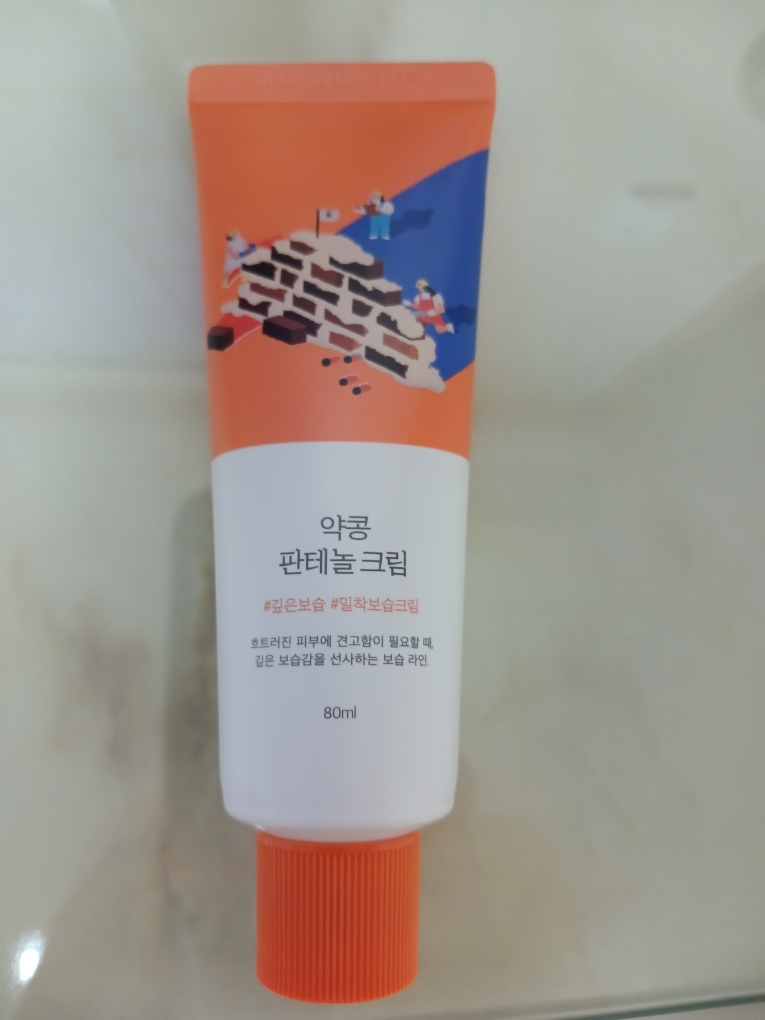 약콩
판테놀 크림
#깊은보습 #밀착보습크림
흐트러진 피부에 견고함이 필요할 때,
깊은 보습감을 선사하는 보습 라인.
80ml